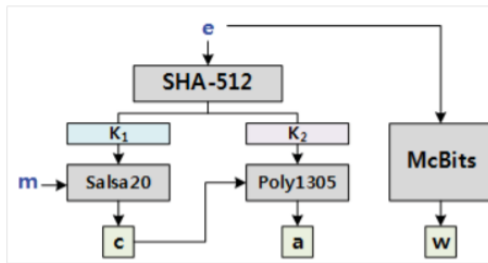 e
SHA-512
K₁ K₂
m Salsa20 Poly1305 McBits
c a w